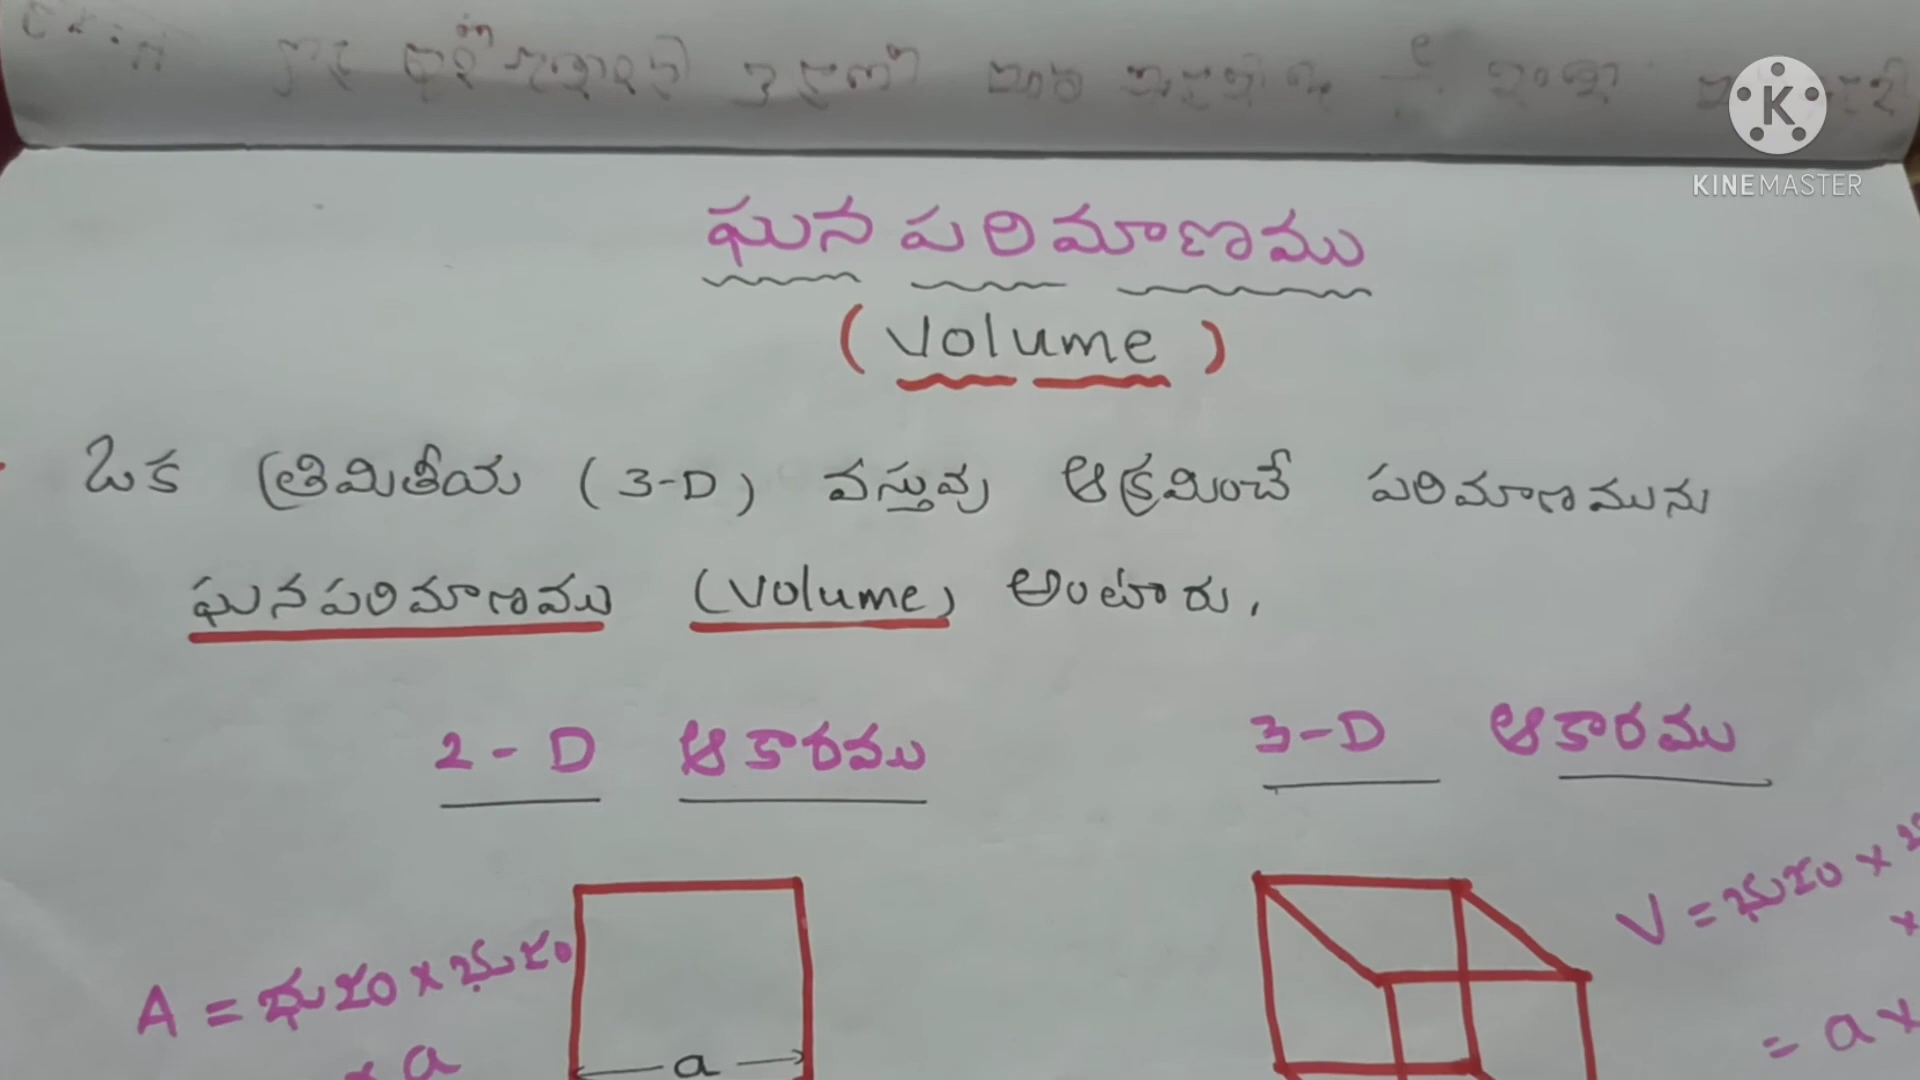 KINEMASTER
ఘన పరిమాణము
(Volume)
ఒక త్రిమితీయ (3-D) వస్తువు ఆక్రమించే పరిమాణమును
ఘనపరిమాణము (Volume) అంటారు.
2-D ఆకారము
3-D ఆకారము
A = భుజం × భుజం
× a
a
V = భుజం ×
×
= a ×